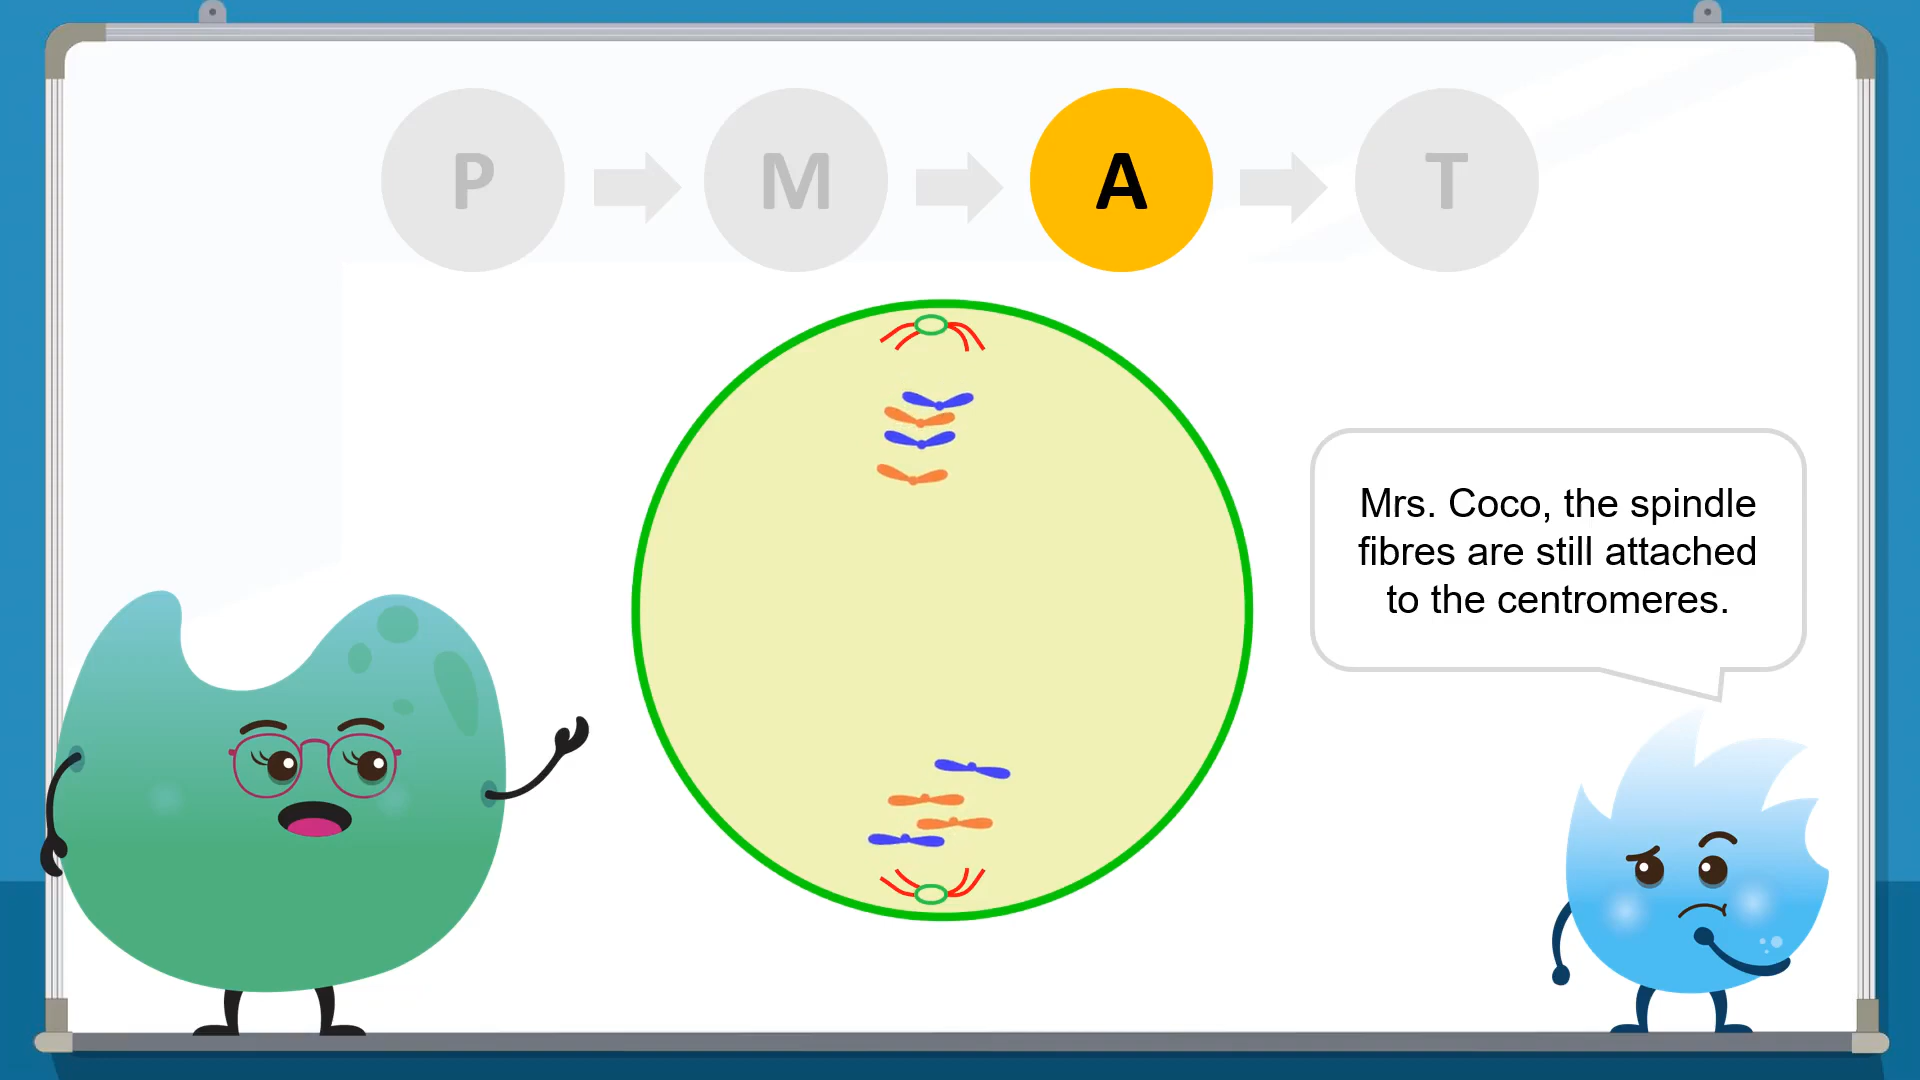 P M A T
Mrs. Coco, the spindle
fibres are still attached
to the centromeres.